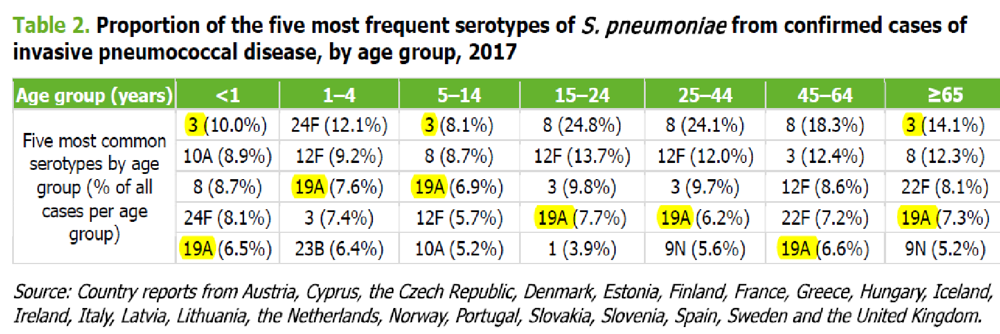 Table 2. Proportion of the five most frequent serotypes of S. pneumoniae from confirmed cases of
invasive pneumococcal disease, by age group, 2017
Age group (years) <1 1–4 5–14 15–24 25–44 45–64 ≥65
Five most common
serotypes by age
group (% of all
cases per age
group)
3 (10.0%) 24F (12.1%) 3 (8.1%) 8 (24.8%) 8 (24.1%) 8 (18.3%) 3 (14.1%)
10A (8.9%) 12F (9.2%) 8 (8.7%) 12F (13.7%) 12F (12.0%) 3 (12.4%) 8 (12.3%)
8 (8.7%) 19A (7.6%) 19A (6.9%) 3 (9.8%) 3 (9.7%) 12F (8.6%) 22F (8.1%)
24F (8.1%) 3 (7.4%) 12F (5.7%) 19A (7.7%) 19A (6.2%) 22F (7.2%) 19A (7.3%)
19A (6.5%) 23B (6.4%) 10A (5.2%) 1 (3.9%) 9N (5.6%) 19A (6.6%) 9N (5.2%)
Source: Country reports from Austria, Cyprus, the Czech Republic, Denmark, Estonia, Finland, France, Greece, Hungary, Iceland,
Ireland, Italy, Latvia, Lithuania, the Netherlands, Norway, Portugal, Slovakia, Slovenia, Spain, Sweden and the United Kingdom.